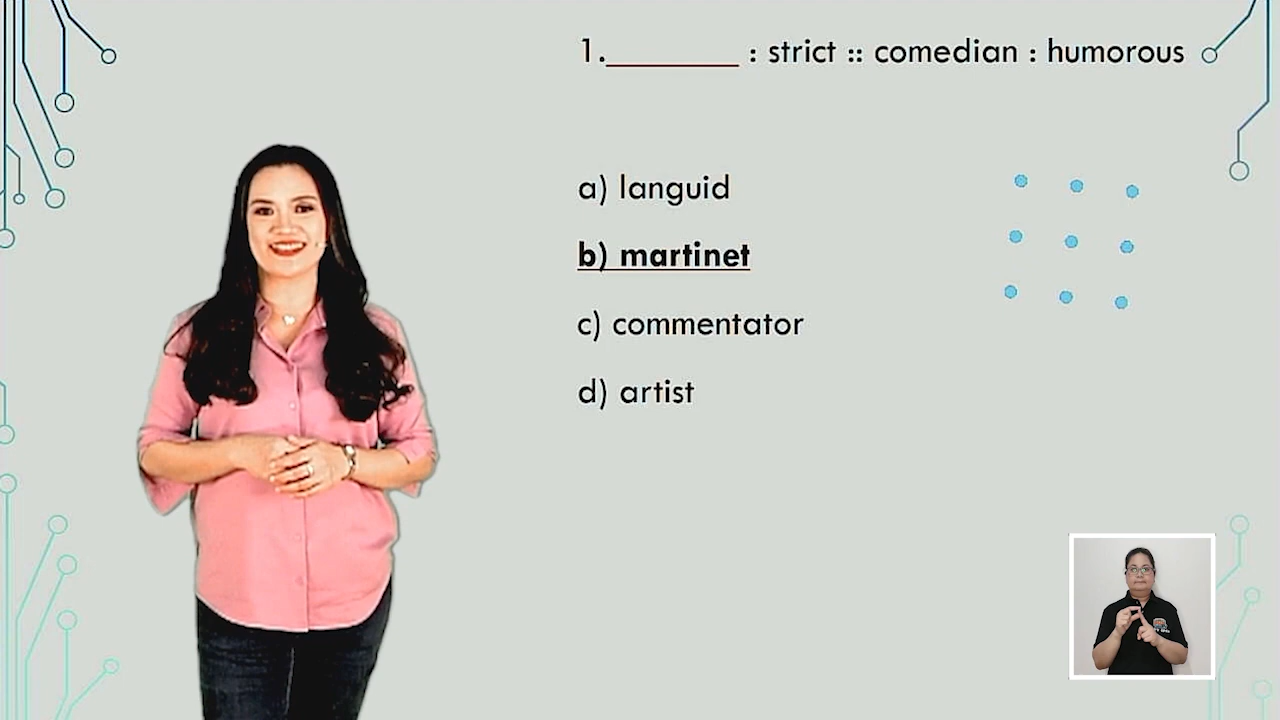 1.________ : strict :: comedian : humorous
a) languid
b) martinet
c) commentator
d) artist